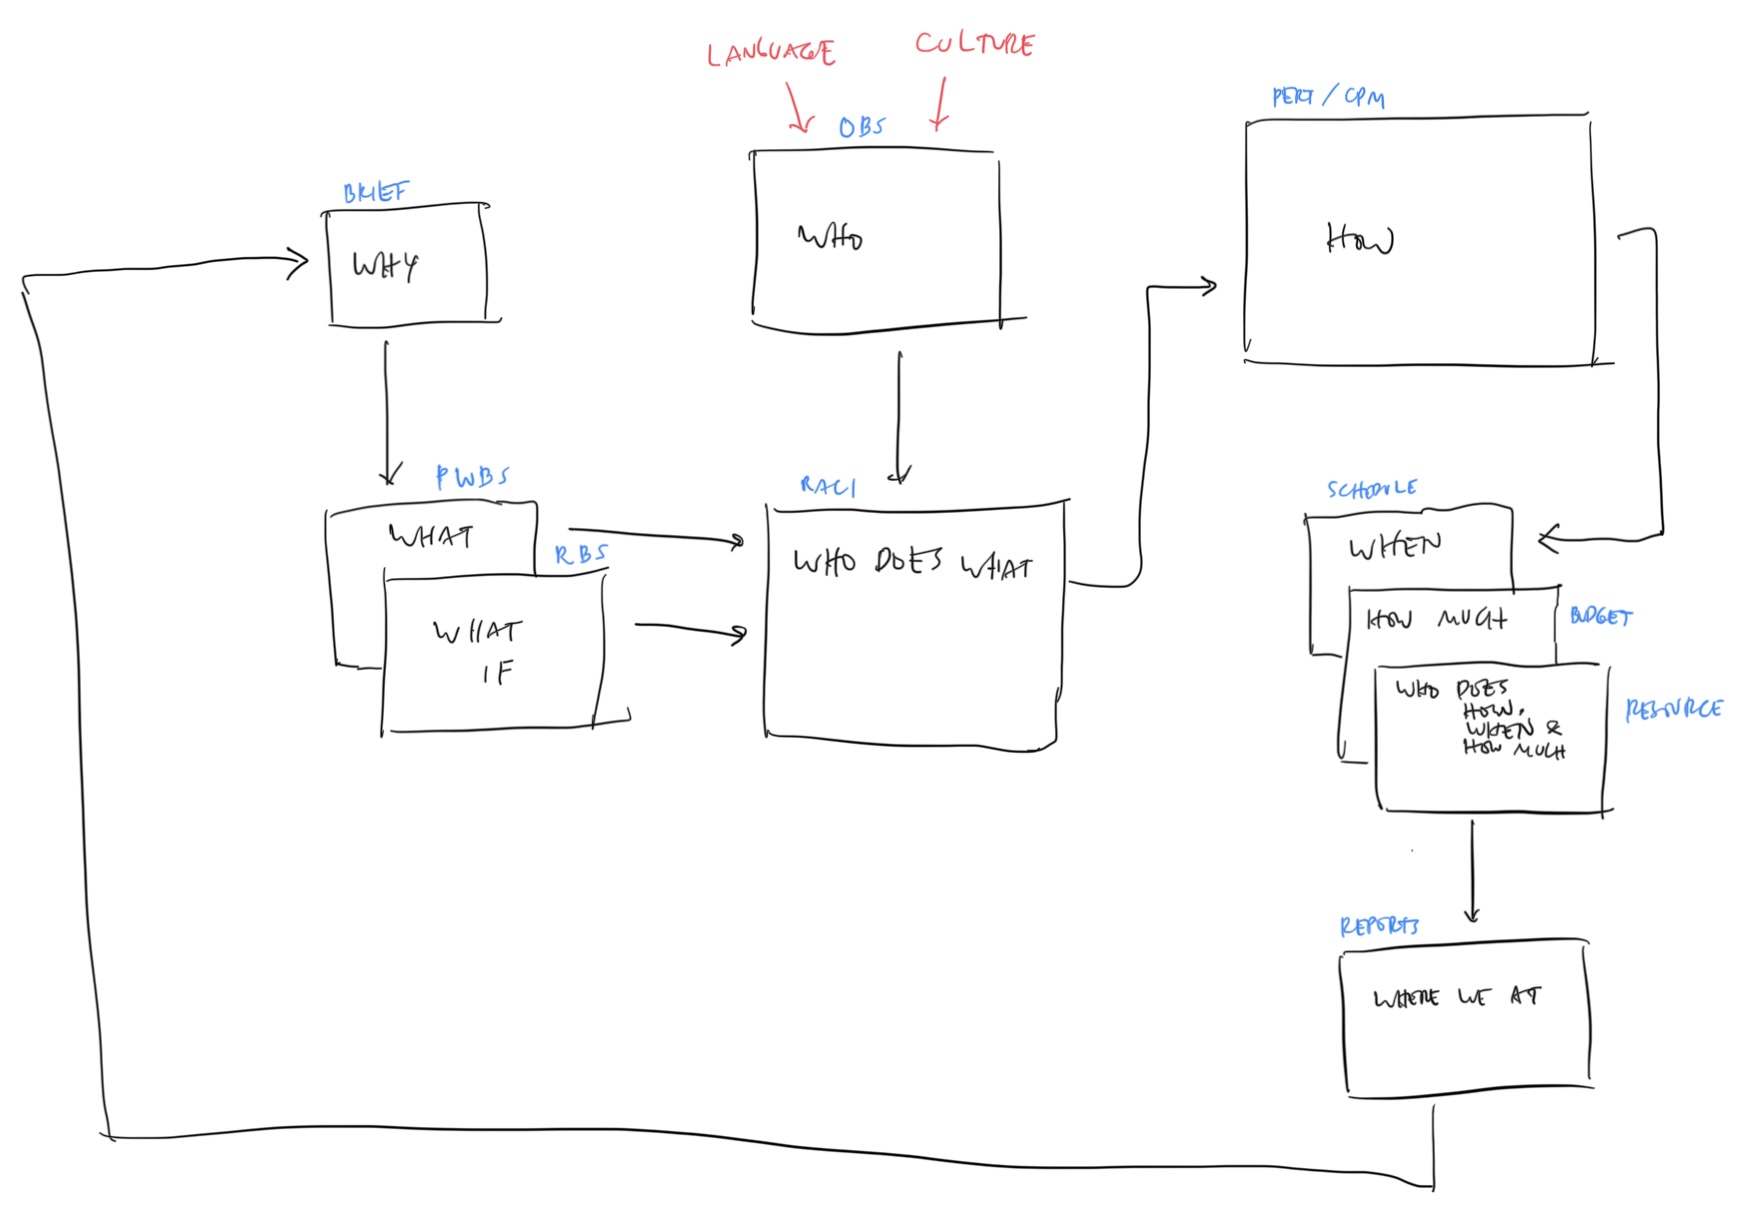 LANGUAGE
CULTURE
OBS
WHO
PERT / CPM
HOW
BRIEF
WHY
PWBS
WHAT
RBS
WHAT
IF
RACI
WHO DOES WHAT
SCHEDULE
WHEN
HOW MUCH
BUDGET
WHO DOES
HOW,
WHEN &
HOW MUCH
RESOURCE
REPORTS
WHERE WE AT